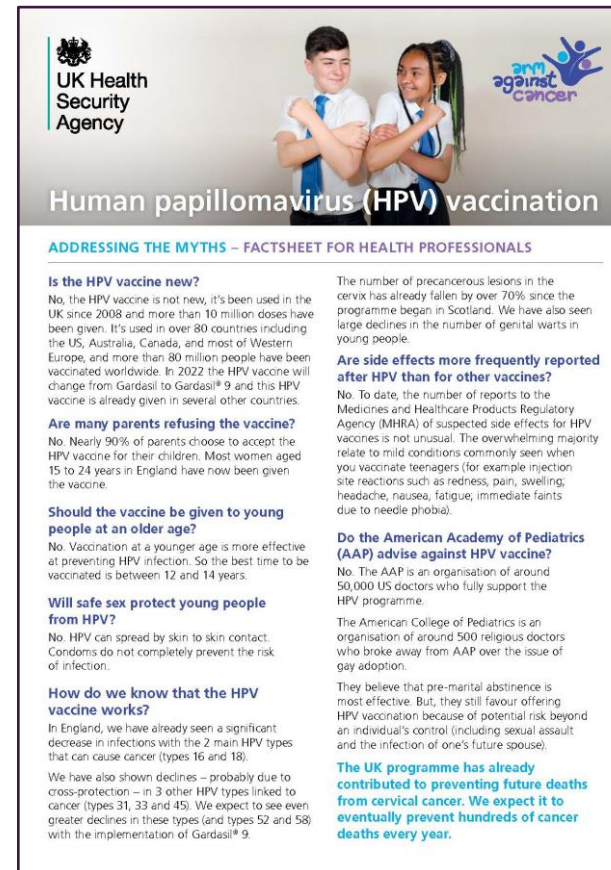 UK Health
Security
Agency
arm
against
cancer
Human papillomavirus (HPV) vaccination
ADDRESSING THE MYTHS – FACTSHEET FOR HEALTH PROFESSIONALS
Is the HPV vaccine new?
No, the HPV vaccine is not new, it's been used in the
UK since 2008 and more than 10 million doses have
been given. It's used in over 80 countries including
the US, Australia, Canada, and most of Western
Europe, and more than 80 million people have been
vaccinated worldwide. In 2022 the HPV vaccine will
change from Gardasil to Gardasil® 9 and this HPV
vaccine is already given in several other countries.
Are many parents refusing the vaccine?
No. Nearly 90% of parents choose to accept the
HPV vaccine for their children. Most women aged
15 to 24 years in England have now been given
the vaccine.
Should the vaccine be given to young
people at an older age?
No. Vaccination at a younger age is more effective
at preventing HPV infection. So the best time to be
vaccinated is between 12 and 14 years.
Will safe sex protect young people
from HPV?
No. HPV can spread by skin to skin contact.
Condoms do not completely prevent the risk
of infection.
How do we know that the HPV
vaccine works?
In England, we have already seen a significant
decrease in infections with the 2 main HPV types
that can cause cancer (types 16 and 18).
We have also shown declines – probably due to
cross-protection – in 3 other HPV types linked to
cancer (types 31, 33 and 45). We expect to see even
greater declines in these types (and types 52 and 58)
with the implementation of Gardasil® 9.
The number of precancerous lesions in the
cervix has already fallen by over 70% since the
programme began in Scotland. We have also seen
large declines in the number of genital warts in
young people.
Are side effects more frequently reported
after HPV than for other vaccines?
No. To date, the number of reports to the
Medicines and Healthcare Products Regulatory
Agency (MHRA) of suspected side effects for HPV
vaccines is not unusual. The overwhelming majority
relate to mild conditions commonly seen when
you vaccinate teenagers (for example injection
site reactions such as redness, pain, swelling;
headache, nausea, fatigue; immediate faints
due to needle phobia).
Do the American Academy of Pediatrics
(AAP) advise against HPV vaccine?
No. The AAP is an organisation of around
50,000 US doctors who fully support the
HPV programme.
The American College of Pediatrics is an
organisation of around 500 religious doctors
who broke away from AAP over the issue of
gay adoption.
They believe that pre-marital abstinence is
most effective. But, they still favour offering
HPV vaccination because of potential risk beyond
an individual's control (including sexual assault
and the infection of one's future spouse).
The UK programme has already
contributed to preventing future deaths
from cervical cancer. We expect it to
eventually prevent hundreds of cancer
deaths every year.